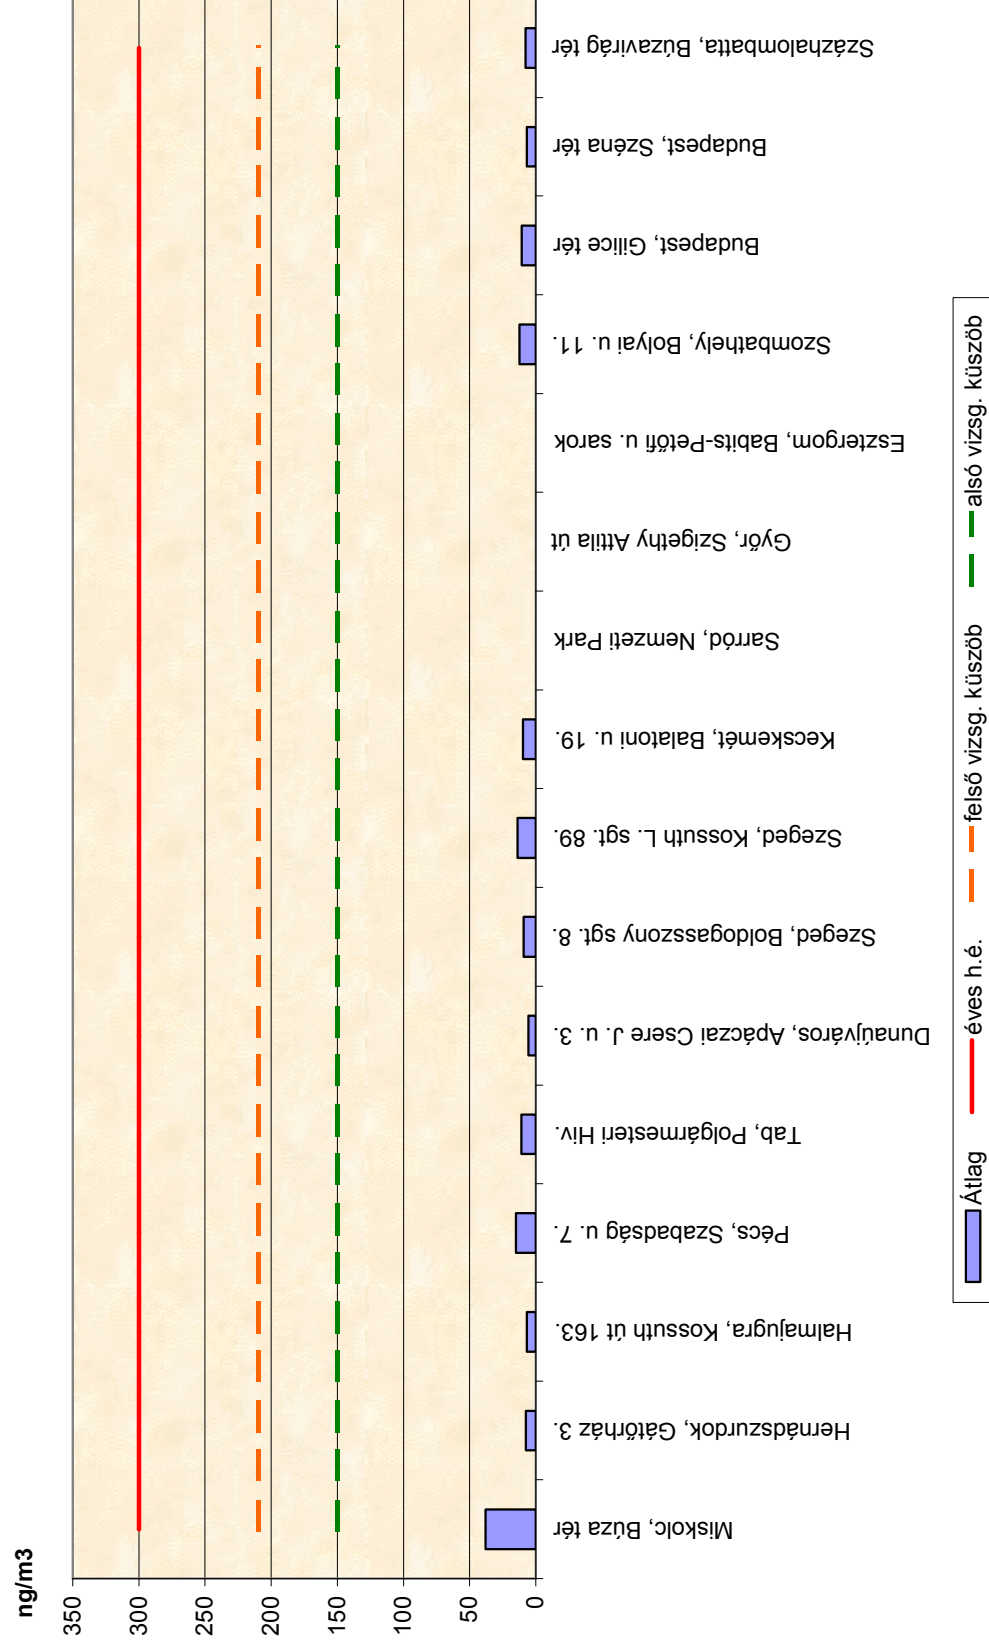 ng/m3
350
300
250
200
150
100
50
0
Miskolc, Búza tér
Hernádszurdok, Gátőrház 3.
Halmajugra, Kossuth út 163.
Pécs, Szabadság u. 7.
Tab, Polgármesteri Hiv.
Dunaújváros, Apáczai Csere J. u. 3.
Szeged, Boldogasszony sgt. 8.
Szeged, Kossuth L. sgt. 89.
Kecskemét, Balatoni u. 19.
Sarród, Nemzeti Park
Győr, Szigethy Attila út
Esztergom, Babits-Petőfi u. sarok
Szombathely, Bolyai u. 11.
Budapest, Gilice tér
Budapest, Széna tér
Százhalombatta, Búzavirág tér
Átlag
éves h.é.
felső vizsg. küszöb
alsó vizsg. küszöb